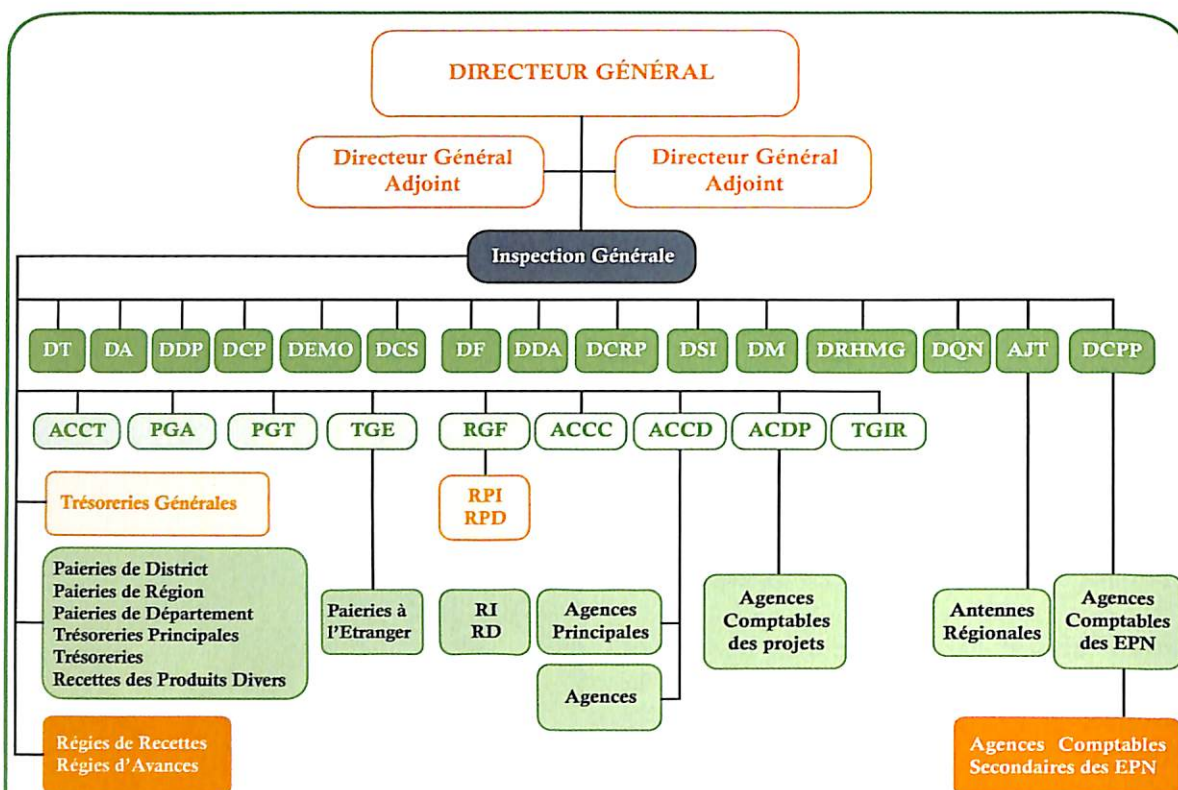 DIRECTEUR GÉNÉRAL
Directeur Général
Adjoint
Directeur Général
Adjoint
Inspection Générale
DT
DA
DDP
DCP
DEMO
DCS
DF
DDA
DCRP
DSI
DM
DRHMG
DQN
AJT
DCPP
ACCT
PGA
PGT
TGE
RGF
ACCC
ACCD
ACDP
TGIR
Trésoreries Générales
RPI
RPD
Paieries de District
Paieries de Région
Paieries de Département
Trésoreries Principales
Trésoreries
Recettes des Produits Divers
Paieries à
l'Etranger
RI
RD
Agences
Principales
Agences
Agences
Comptables
des projets
Antennes
Régionales
Agences
Comptables
des EPN
Régies de Recettes
Régies d'Avances
Agences Comptables
Secondaires des EPN